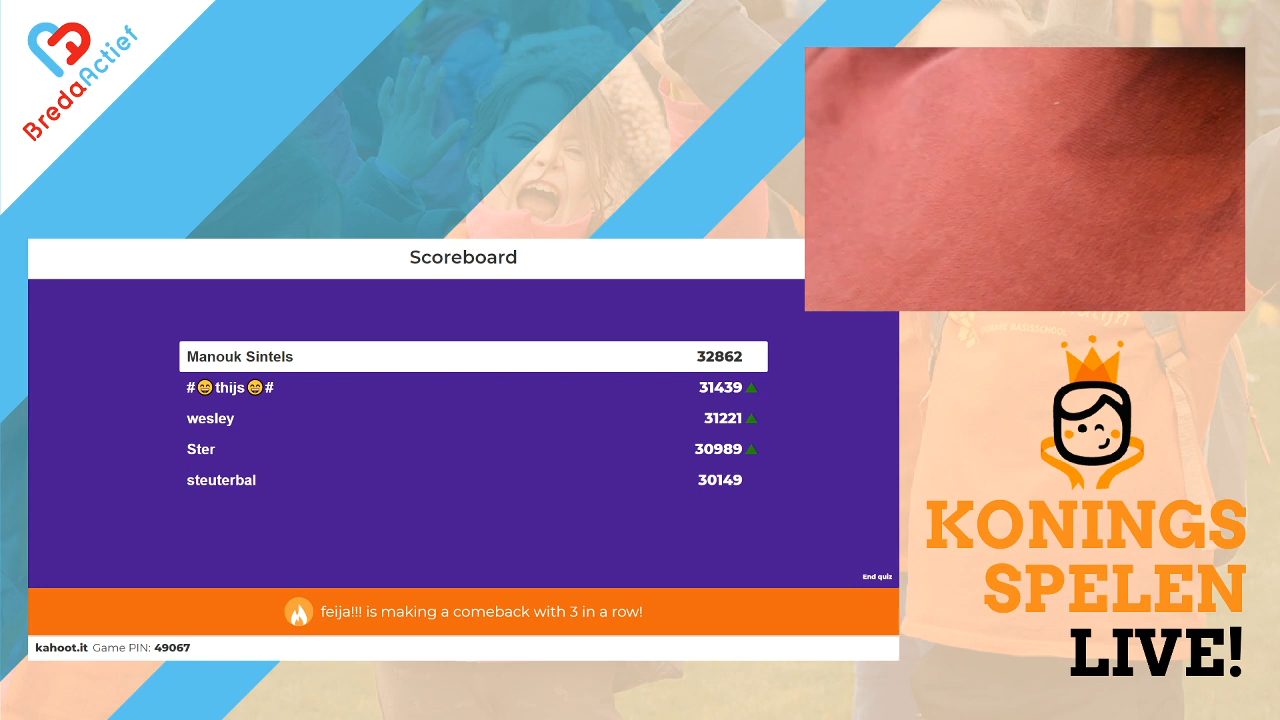 BredaActief
Scoreboard
Manouk Sintels 32862
#😄thijs😄# 31439
wesley 31221
Ster 30989
steuterbal 30149
End quiz
feija!!! is making a comeback with 3 in a row!
kahoot.it Game PIN: 49067
KONINGS
SPELEN
LIVE!